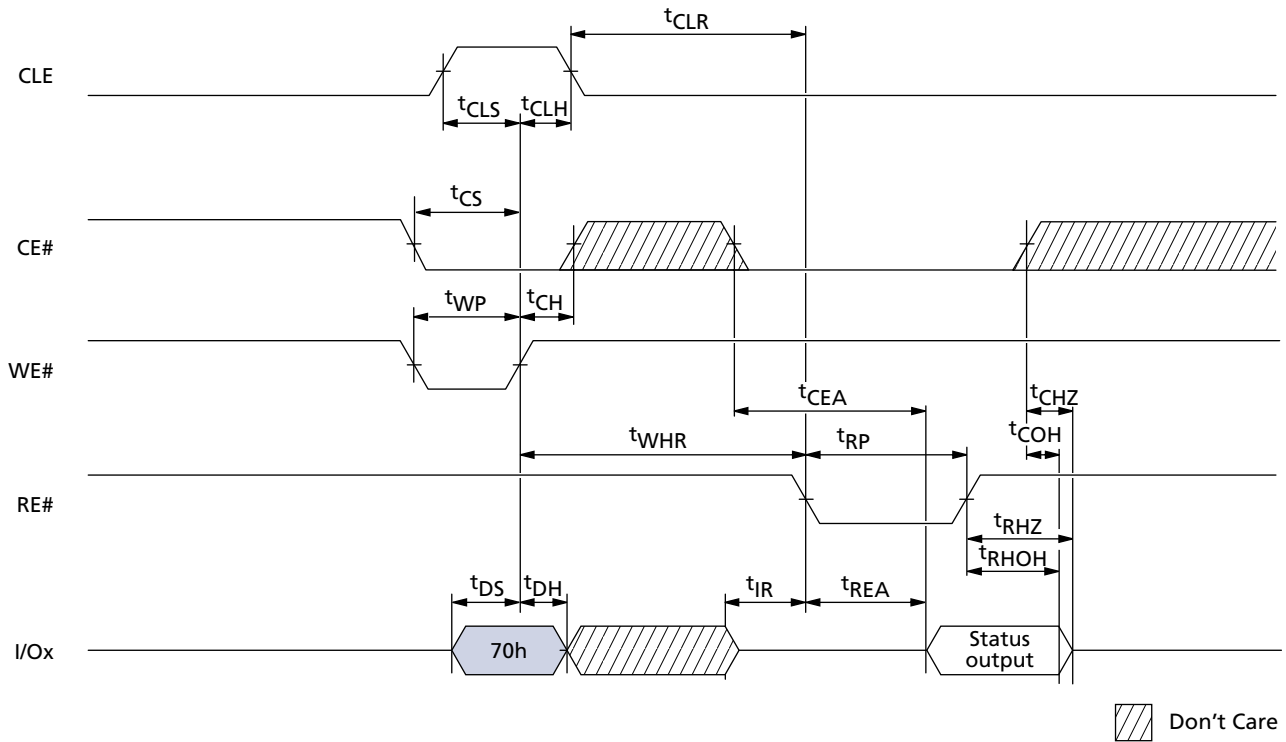 tCLR
CLE
tCLS tCLH
tCS
CE#
tWP tCH
WE#
tCEA tCHZ
tWHR tRP tCOH
RE#
tRHZ
tRHOH
tDS tDH tIR tREA
I/Ox 70h Status
output
Don't Care